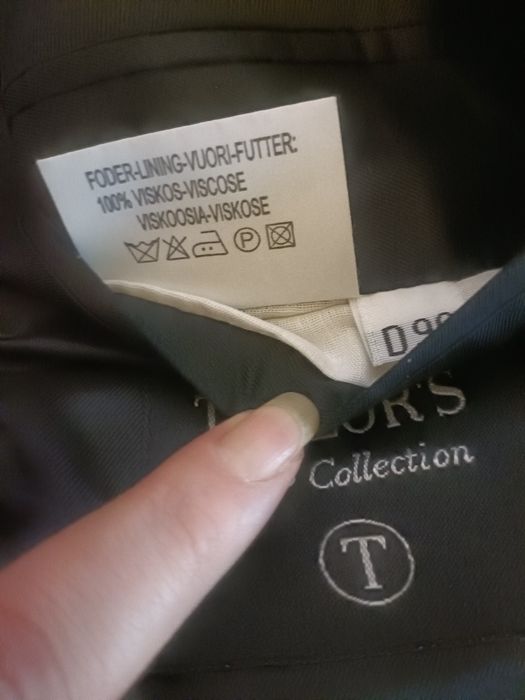 FODER-LINING-VUORI-FUTTER:
100% VISKOS-VISCOSE
VISKOOSIA-VISKOSE
P
D
Collection
T